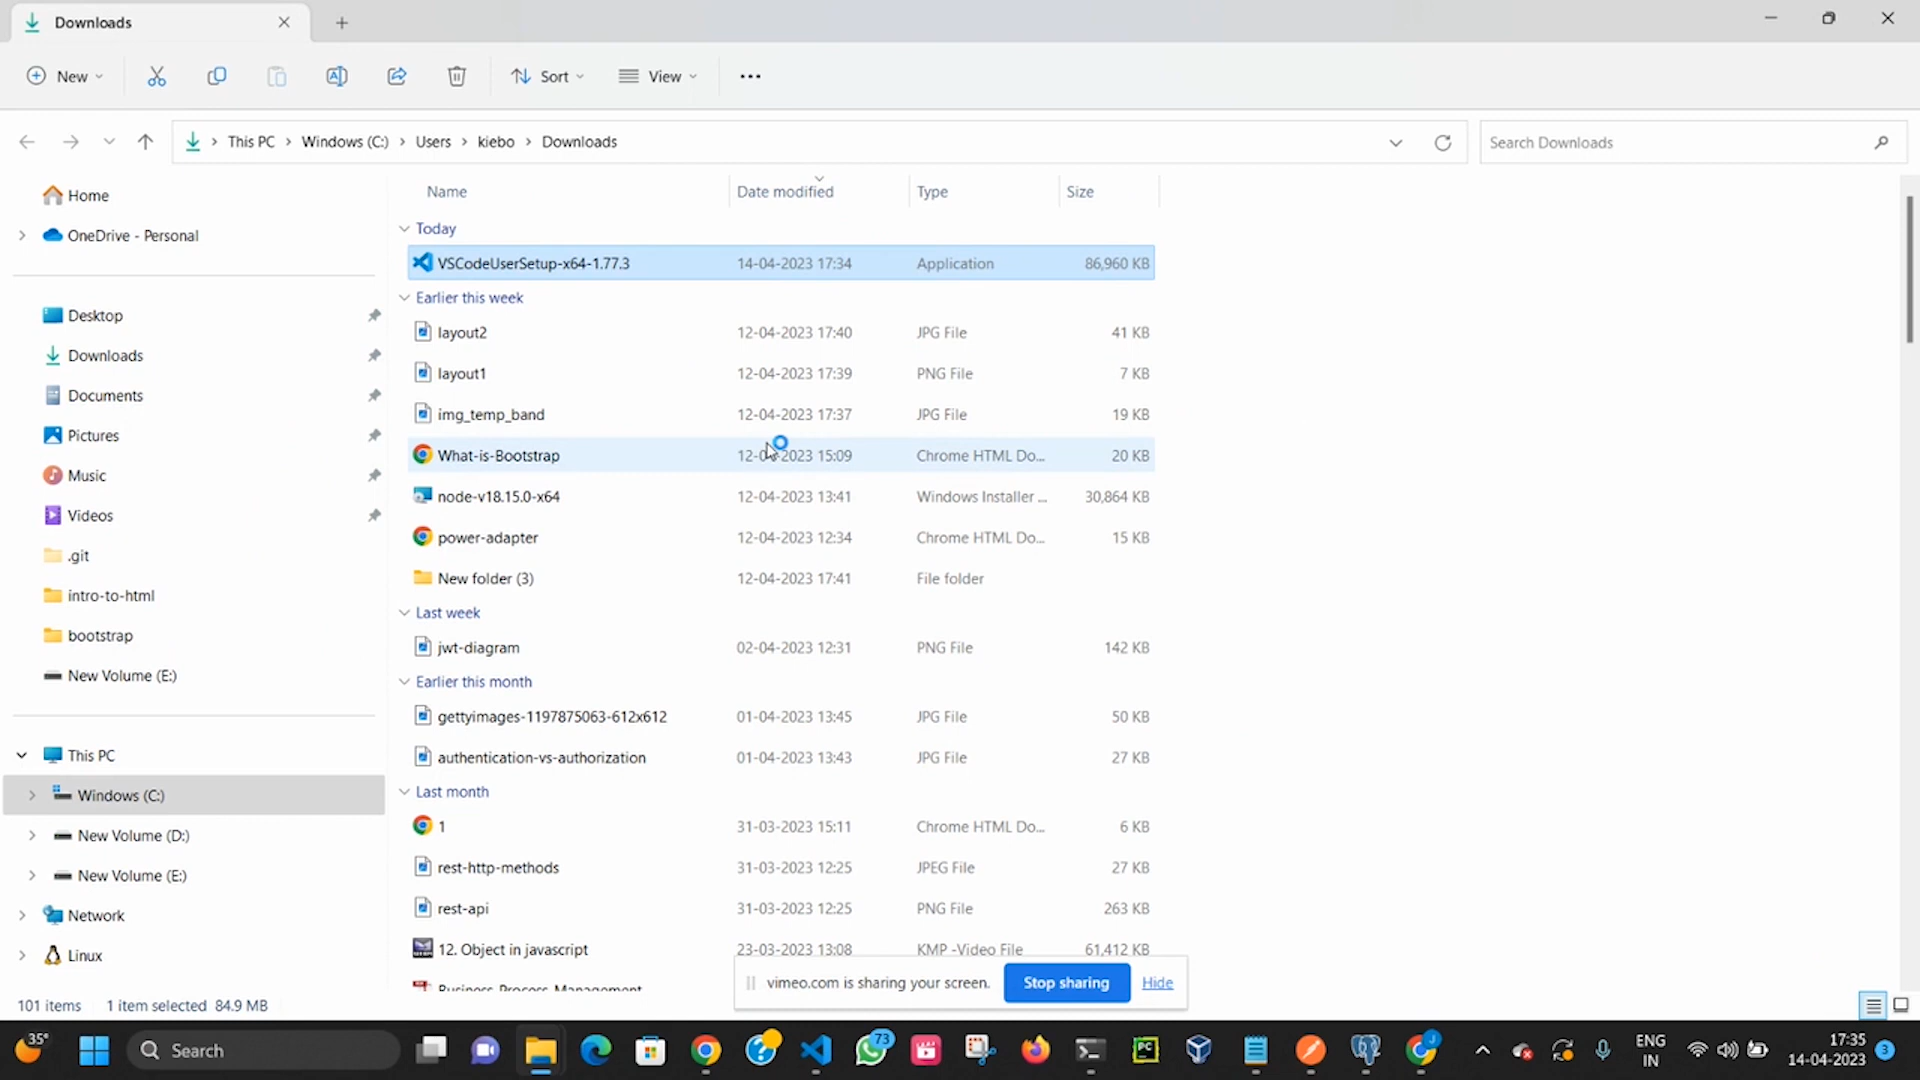 Downloads
New
Sort
View
This PC > Windows (C:) > Users > kiebo > Downloads
Search Downloads
Home
OneDrive - Personal
Desktop
Downloads
Documents
Pictures
Music
Videos
.git
intro-to-html
bootstrap
New Volume (E:)
This PC
Windows (C:)
New Volume (D:)
New Volume (E:)
Network
Linux
Name Date modified Type Size
Today
VSCodeUserSetup-x64-1.77.3 14-04-2023 17:34 Application 86,960 KB
Earlier this week
layout2 12-04-2023 17:40 JPG File 41 KB
layout1 12-04-2023 17:39 PNG File 7 KB
img_temp_band 12-04-2023 17:37 JPG File 19 KB
What-is-Bootstrap 12-04-2023 15:09 Chrome HTML Do... 20 KB
node-v18.15.0-x64 12-04-2023 13:41 Windows Installer ... 30,864 KB
power-adapter 12-04-2023 12:34 Chrome HTML Do... 15 KB
New folder (3) 12-04-2023 17:41 File folder
Last week
jwt-diagram 02-04-2023 12:31 PNG File 142 KB
Earlier this month
gettyimages-1197875063-612x612 01-04-2023 13:45 JPG File 50 KB
authentication-vs-authorization 01-04-2023 13:43 JPG File 27 KB
Last month
1 31-03-2023 15:11 Chrome HTML Do... 6 KB
rest-http-methods 31-03-2023 12:25 JPEG File 27 KB
rest-api 31-03-2023 12:25 PNG File 263 KB
12. Object in javascript 23-03-2023 13:08 KMP -Video File 61,412 KB
Business Process Management
vimeo.com is sharing your screen. Stop sharing Hide
101 items 1 item selected 84.9 MB
35°
Search
73
PC
J
ENG
IN
17:35
14-04-2023
3